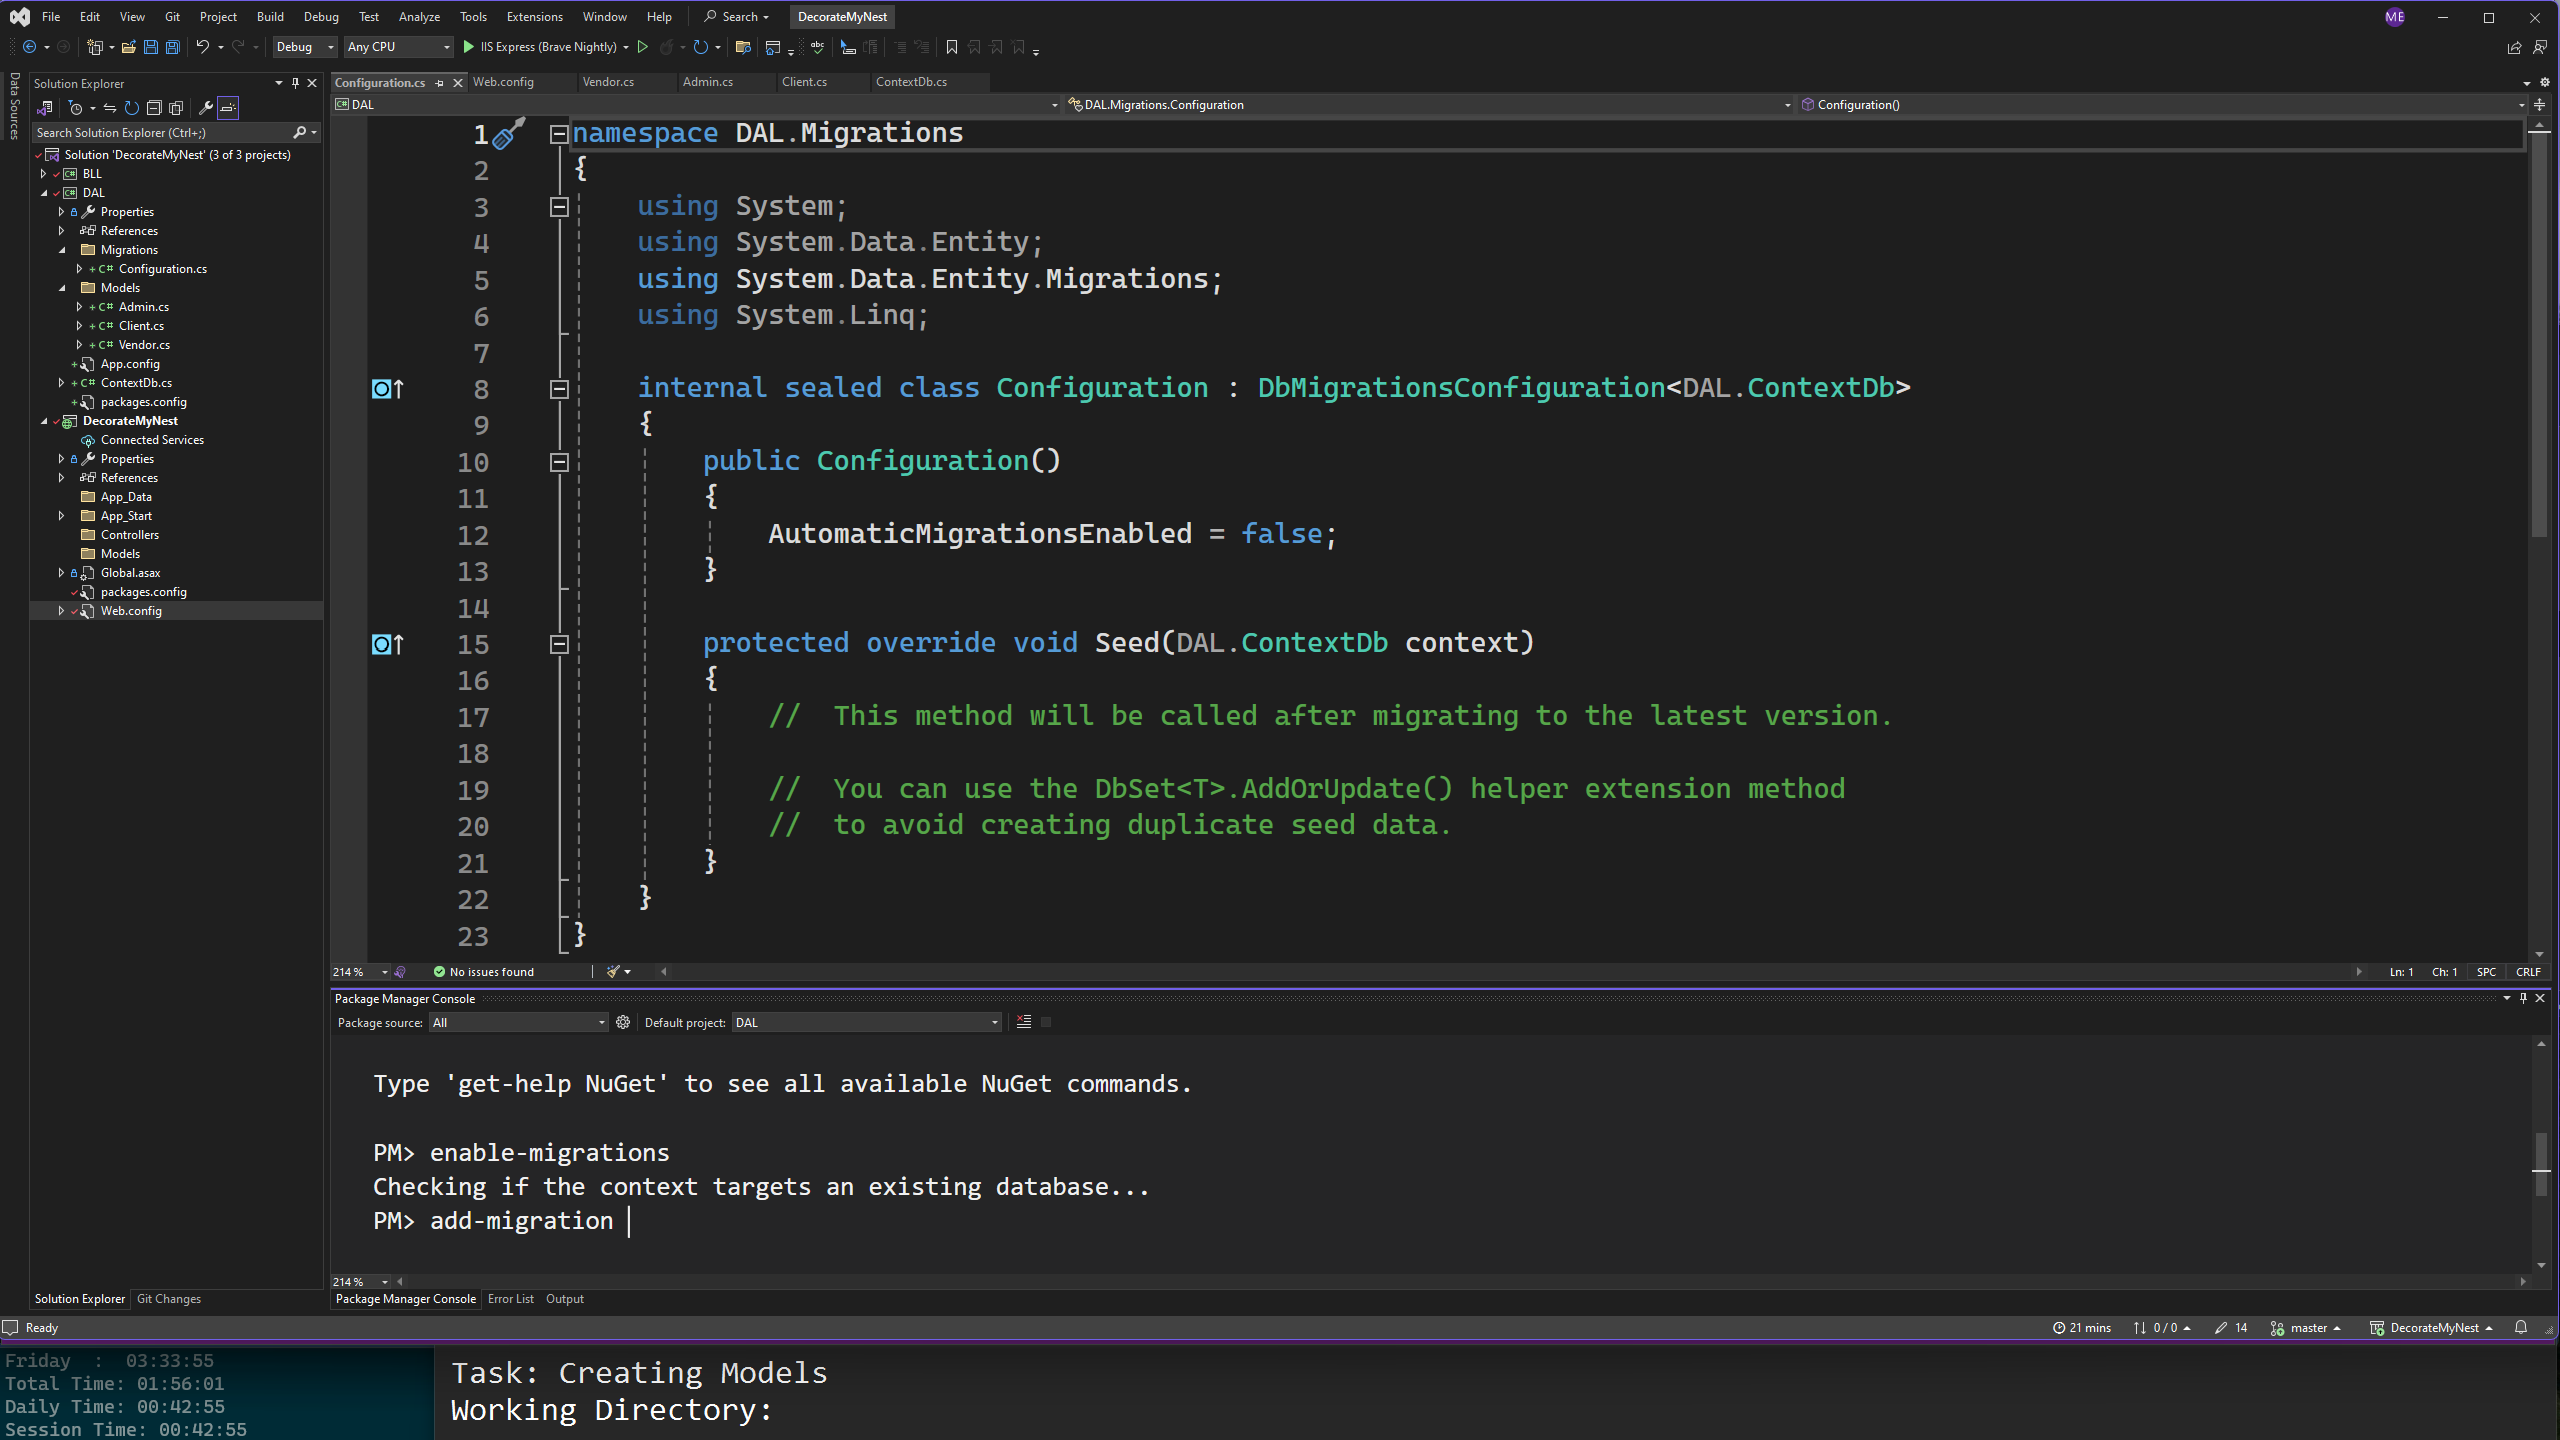 File Edit View Git Project Build Debug Test Analyze Tools Extensions Window Help Search DecorateMyNest ME
Debug Any CPU IIS Express (Brave Nightly)
Data Sources
Solution Explorer
Search Solution Explorer (Ctrl+;)
Solution 'DecorateMyNest' (3 of 3 projects)
BLL
DAL
Properties
References
Migrations
C# Configuration.cs
Models
C# Admin.cs
C# Client.cs
C# Vendor.cs
App.config
C# ContextDb.cs
packages.config
DecorateMyNest
Connected Services
Properties
References
App_Data
App_Start
Controllers
Models
Global.asax
packages.config
Web.config
Solution Explorer Git Changes
Configuration.cs Web.config Vendor.cs Admin.cs Client.cs ContextDb.cs
C# DAL DAL.Migrations.Configuration Configuration()
1 namespace DAL.Migrations
2 {
3 using System;
4 using System.Data.Entity;
5 using System.Data.Entity.Migrations;
6 using System.Linq;
7
8 internal sealed class Configuration : DbMigrationsConfiguration<DAL.ContextDb>
9 {
10 public Configuration()
11 {
12 AutomaticMigrationsEnabled = false;
13 }
14
15 protected override void Seed(DAL.ContextDb context)
16 {
17 // This method will be called after migrating to the latest version.
18
19 // You can use the DbSet<T>.AddOrUpdate() helper extension method
20 // to avoid creating duplicate seed data.
21 }
22 }
23 }
214 % No issues found Ln: 1 Ch: 1 SPC CRLF
Package Manager Console
Package source: All Default project: DAL
Type 'get-help NuGet' to see all available NuGet commands.
PM> enable-migrations
Checking if the context targets an existing database...
PM> add-migration
214 %
Package Manager Console Error List Output
Ready 21 mins 0 / 0 14 master DecorateMyNest
Friday : 03:33:55
Total Time: 01:56:01
Daily Time: 00:42:55
Session Time: 00:42:55
Task: Creating Models
Working Directory: